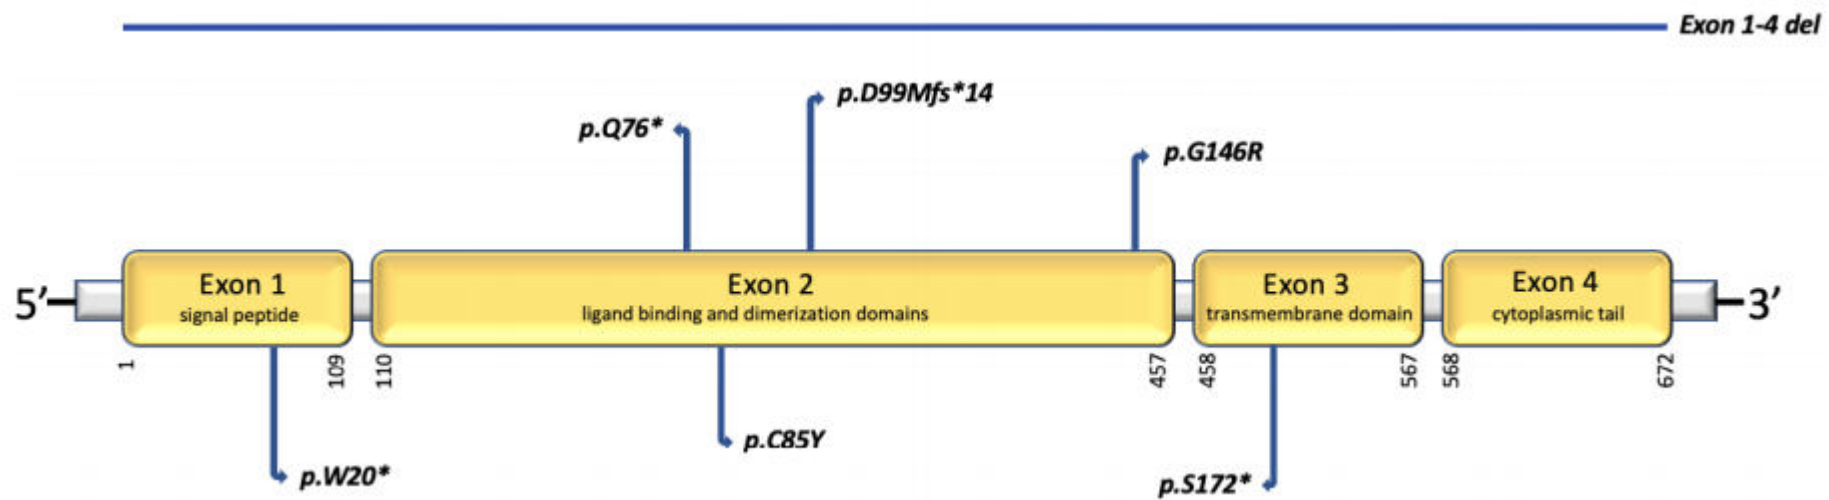 Exon 1-4 del
p.D99Mfs*14
p.Q76*
p.G146R
5’
Exon 1
signal peptide
Exon 2
ligand binding and dimerization domains
Exon 3
transmembrane domain
Exon 4
cytoplasmic tail
3’
1
109
110
457
458
567
568
672
p.C85Y
p.W20*
p.S172*